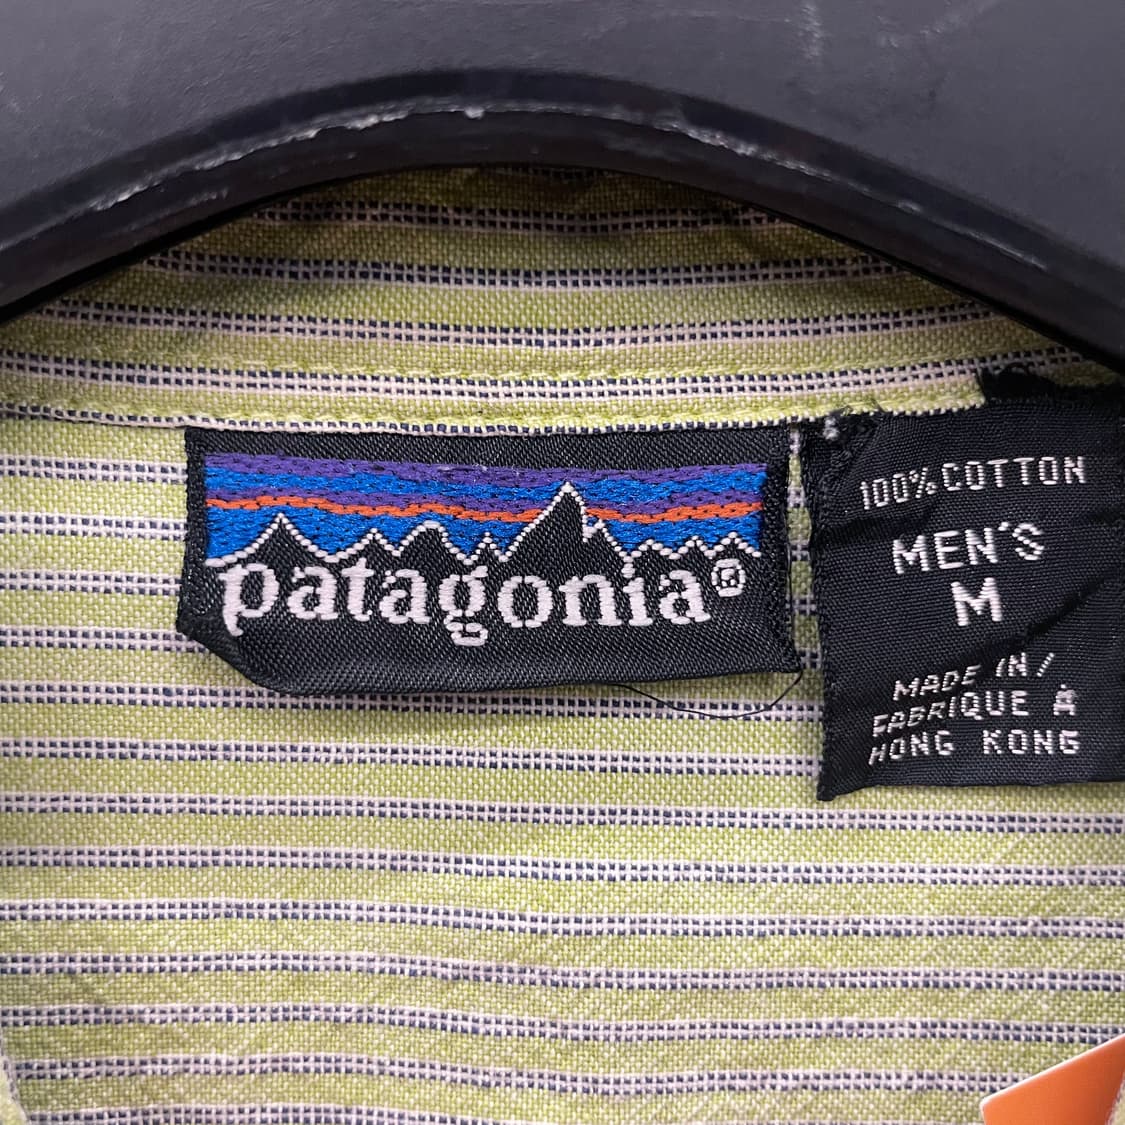 patagonia®
100% COTTON
MEN'S
M
MADE IN /
FABRIQUE Á
HONG KONG